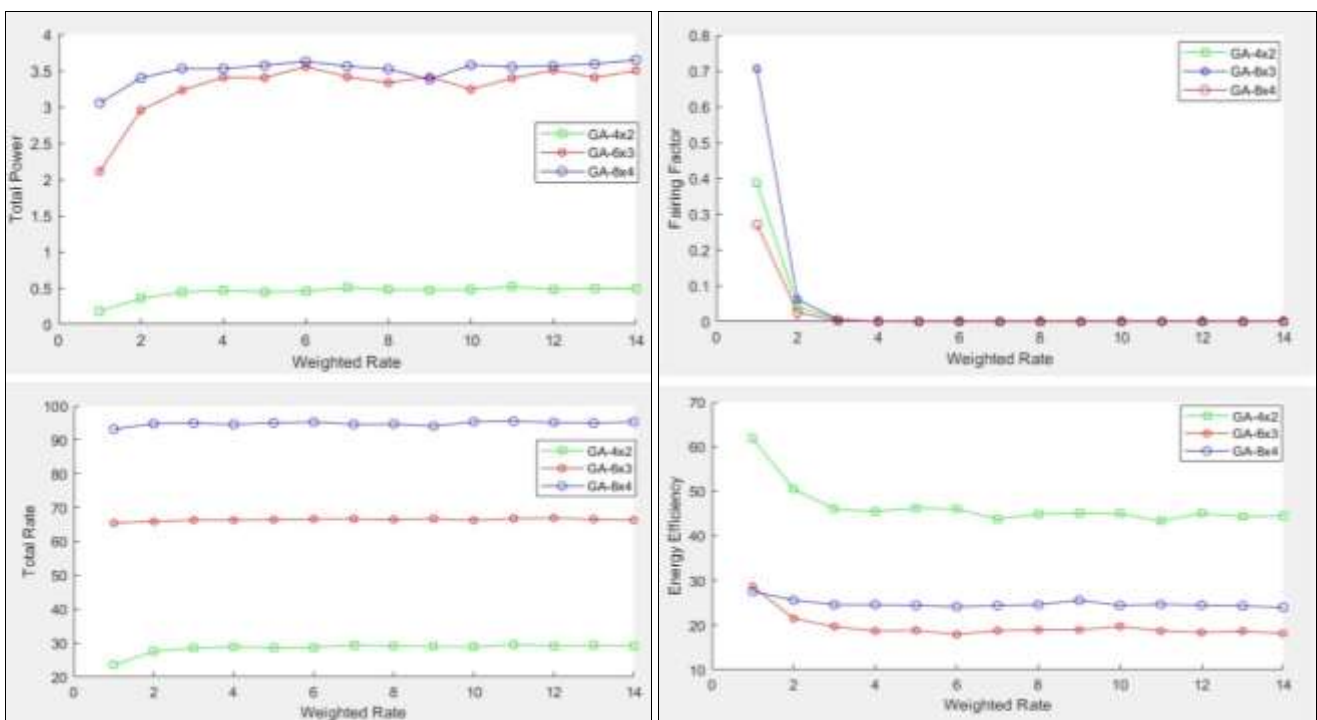 4
3.5
3
2.5
2
1.5
1
0.5
0
Total Power
0 2 4 6 8 10 12 14
Weighted Rate
GA-4x2
GA-6x3
GA-8x4
0.8
0.7
0.6
0.5
0.4
0.3
0.2
0.1
0
Fairing Factor
0 2 4 6 8 10 12 14
Weighted Rate
GA-4x2
GA-6x3
GA-8x4
100
90
80
70
60
50
40
30
20
Total Rate
0 2 4 6 8 10 12 14
Weighted Rate
GA-4x2
GA-6x3
GA-8x4
70
60
50
40
30
20
10
Energy Efficiency
0 2 4 6 8 10 12 14
Weighted Rate
GA-4x2
GA-6x3
GA-8x4